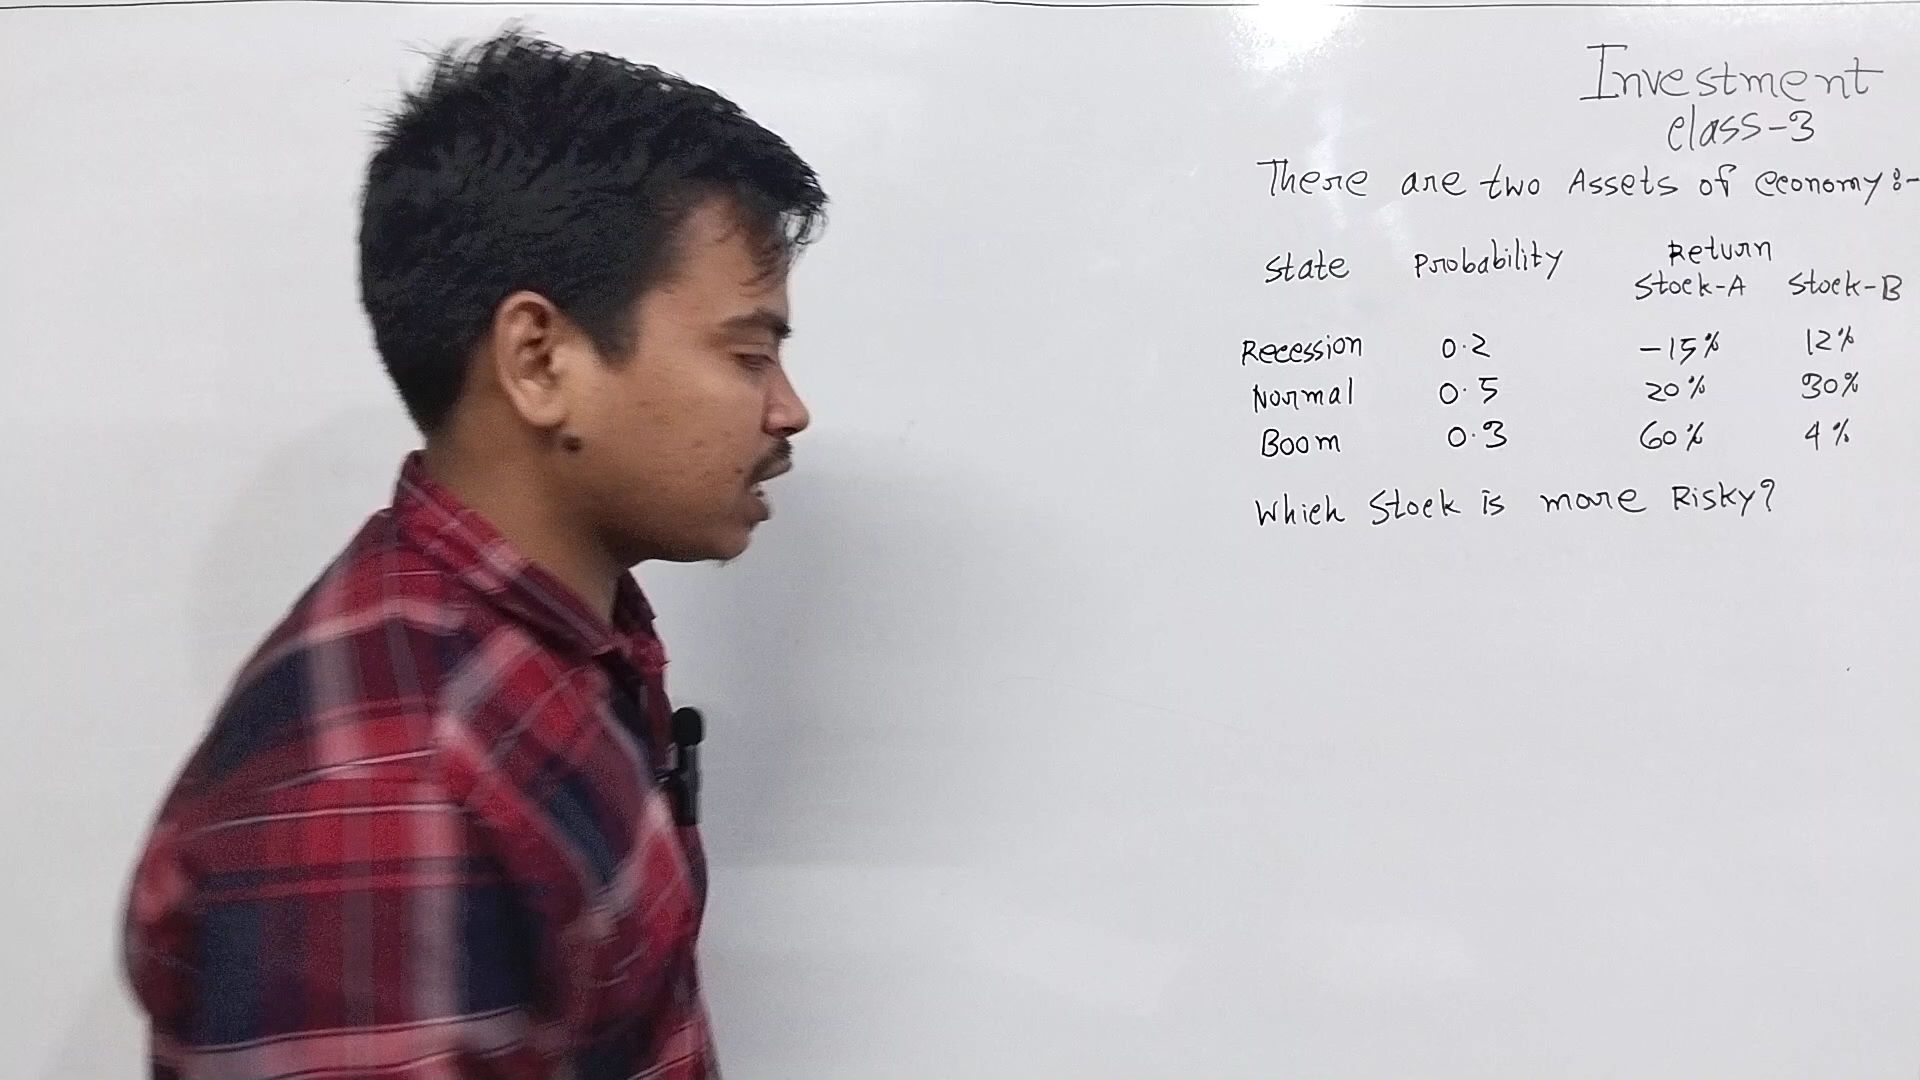 Investment
class-3
There are two Assets of economy:-
State Probability Return
Stock-A Stock-B
Recession 0.2 -15% 12%
Normal 0.5 20% 30%
Boom 0.3 60% 4%
Which Stock is more Risky?